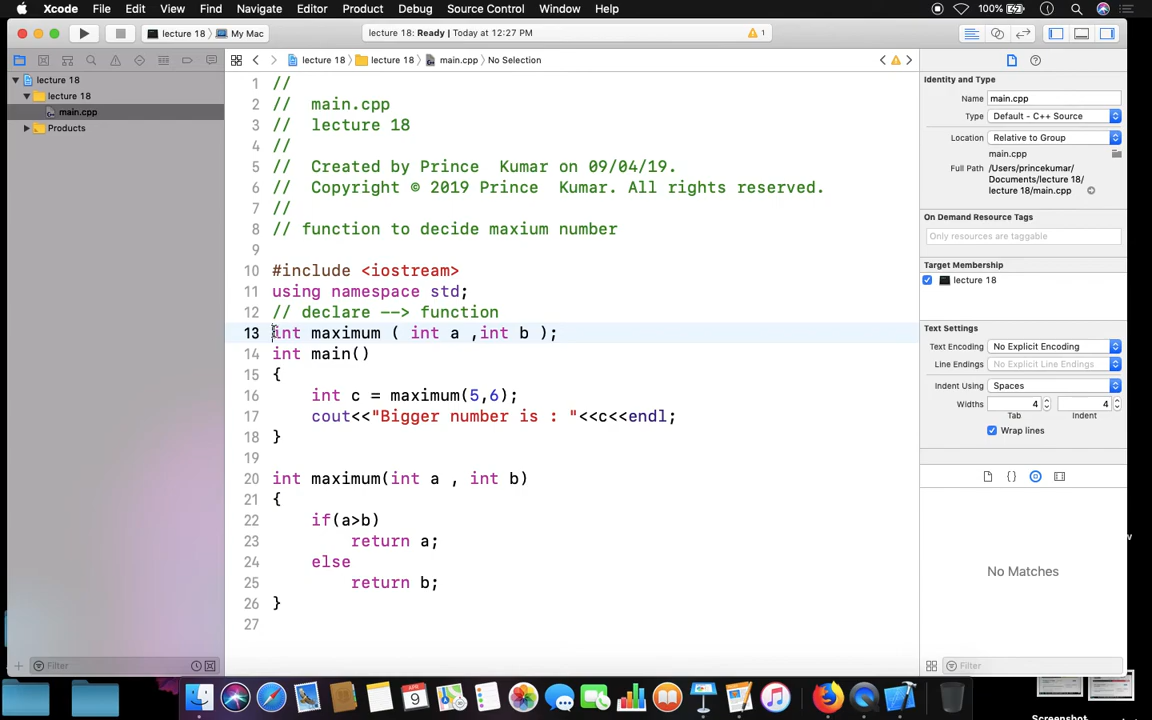 Xcode File Edit View Find Navigate Editor Product Debug Source Control Window Help 100%
lecture 18 My Mac lecture 18: Ready | Today at 12:27 PM 1
lecture 18 lecture 18 main.cpp No Selection
lecture 18
lecture 18
main.cpp
Products
1 //
2 //  main.cpp
3 //  lecture 18
4 //
5 //  Created by Prince  Kumar on 09/04/19.
6 //  Copyright © 2019 Prince  Kumar. All rights reserved.
7 //
8 // function to decide maxium number
9
10 #include <iostream>
11 using namespace std;
12 // declare --> function
13 int maximum ( int a ,int b );
14 int main()
15 {
16     int c = maximum(5,6);
17     cout<<"Bigger number is : "<<c<<endl;
18 }
19
20 int maximum(int a , int b)
21 {
22     if(a>b)
23         return a;
24     else
25         return b;
26 }
27
Identity and Type
Name main.cpp
Type Default - C++ Source
Location Relative to Group
main.cpp
Full Path /Users/princekumar/
Documents/lecture 18/
lecture 18/main.cpp
On Demand Resource Tags
Only resources are taggable
Target Membership
lecture 18
Text Settings
Text Encoding No Explicit Encoding
Line Endings No Explicit Line Endings
Indent Using Spaces
Widths 4 4
Tab Indent
Wrap lines
{ }
No Matches
Filter
Filter
APR
9
Screenshot